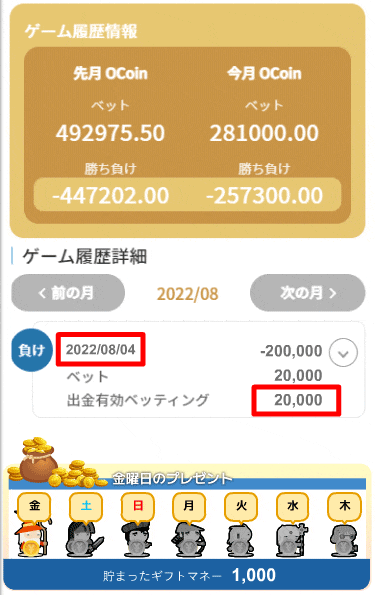 ゲーム履歴情報
先月 OCoin 今月 OCoin
ベット ベット
492975.50 281000.00
勝ち負け 勝ち負け
-447202.00 -257300.00
ゲーム履歴詳細
< 前の月 2022/08 次の月 >
負け 2022/08/04 -200,000
ベット 20,000
出金有効ベッティング 20,000
金曜日のプレゼント
金 土 日 月 火 水 木
貯まったギフトマネー 1,000